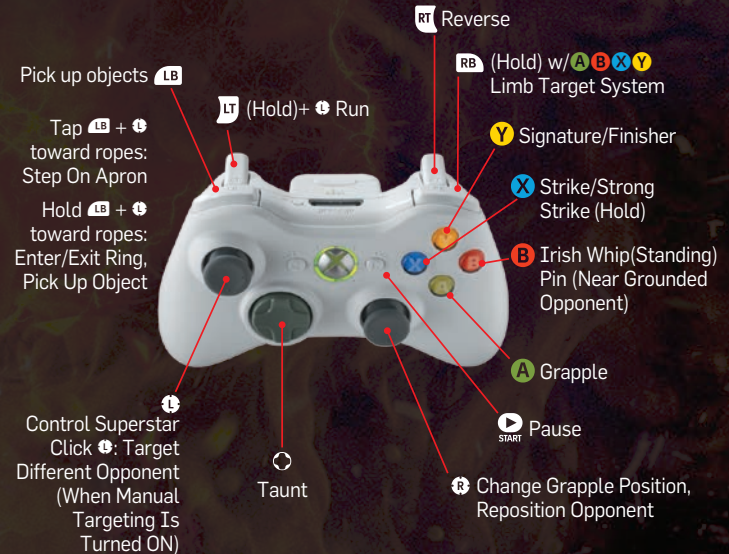 RT Reverse
RB (Hold) w/ A B X Y
Limb Target System
Pick up objects LB
LT (Hold)+ L Run
Tap LB + L
toward ropes:
Step On Apron
Hold LB + L
toward ropes:
Enter/Exit Ring,
Pick Up Object
Y Signature/Finisher
X Strike/Strong
Strike (Hold)
B Irish Whip(Standing)
Pin (Near Grounded
Opponent)
A Grapple
START Pause
R Change Grapple Position,
Reposition Opponent
Taunt
L
Control Superstar
Click L: Target
Different Opponent
(When Manual
Targeting Is
Turned ON)
Y
X
B
A